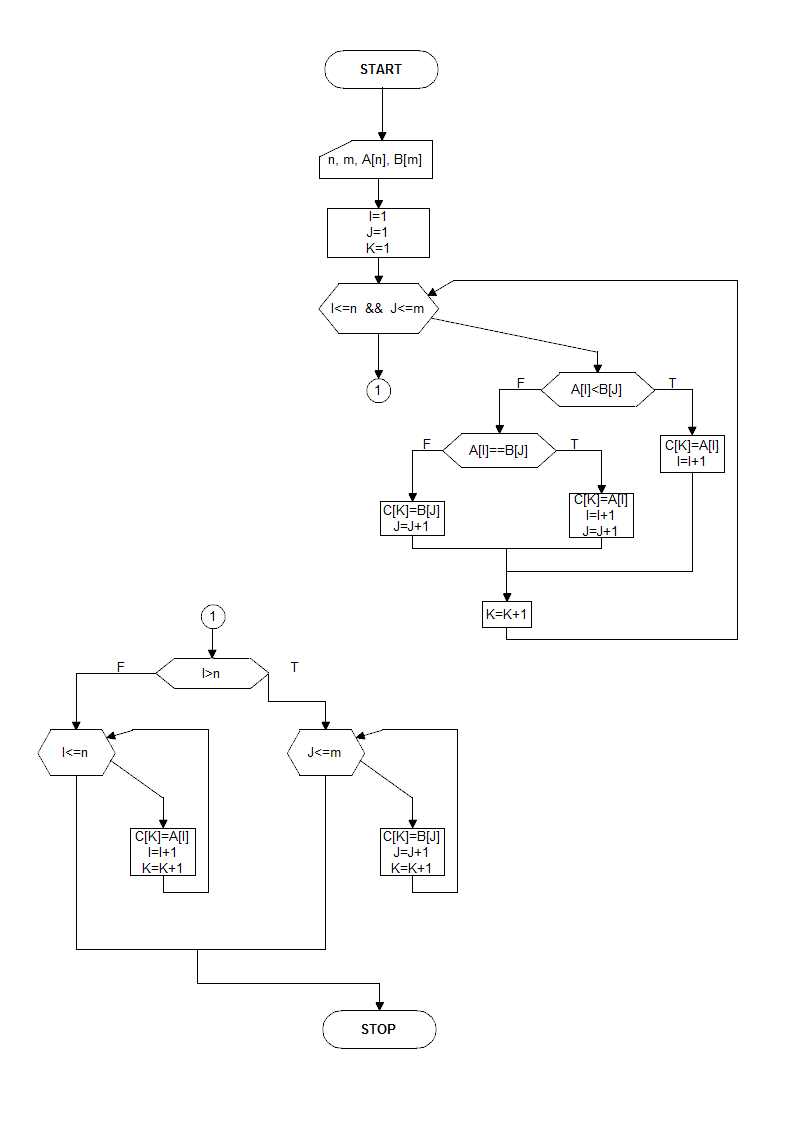 START
n, m, A[n], B[m]
I=1
J=1
K=1
I<=n && J<=m
1
F
A[I]<B[J]
T
F
A[I]==B[J]
T
C[K]=A[I]
I=I+1
C[K]=B[J]
J=J+1
C[K]=A[I]
I=I+1
J=J+1
K=K+1
1
F
I>n
T
I<=n
J<=m
C[K]=A[I]
I=I+1
K=K+1
C[K]=B[J]
J=J+1
K=K+1
STOP